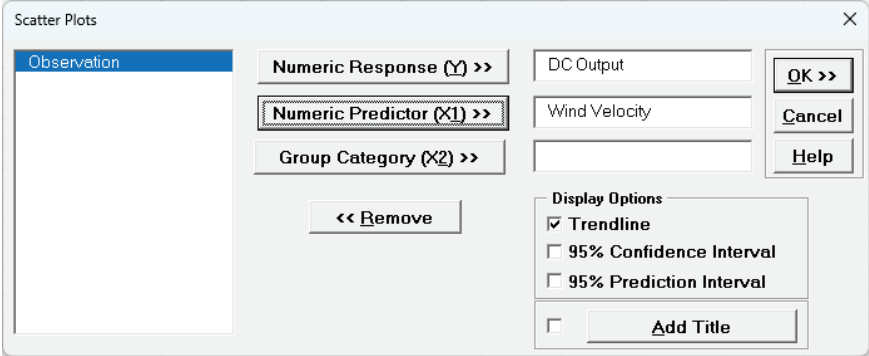 Scatter Plots
Observation
Numeric Response (Y) >>
DC Output
OK >>
Numeric Predictor (X1) >>
Wind Velocity
Cancel
Group Category (X2) >>
Help
<< Remove
Display Options
Trendline
95% Confidence Interval
95% Prediction Interval
Add Title